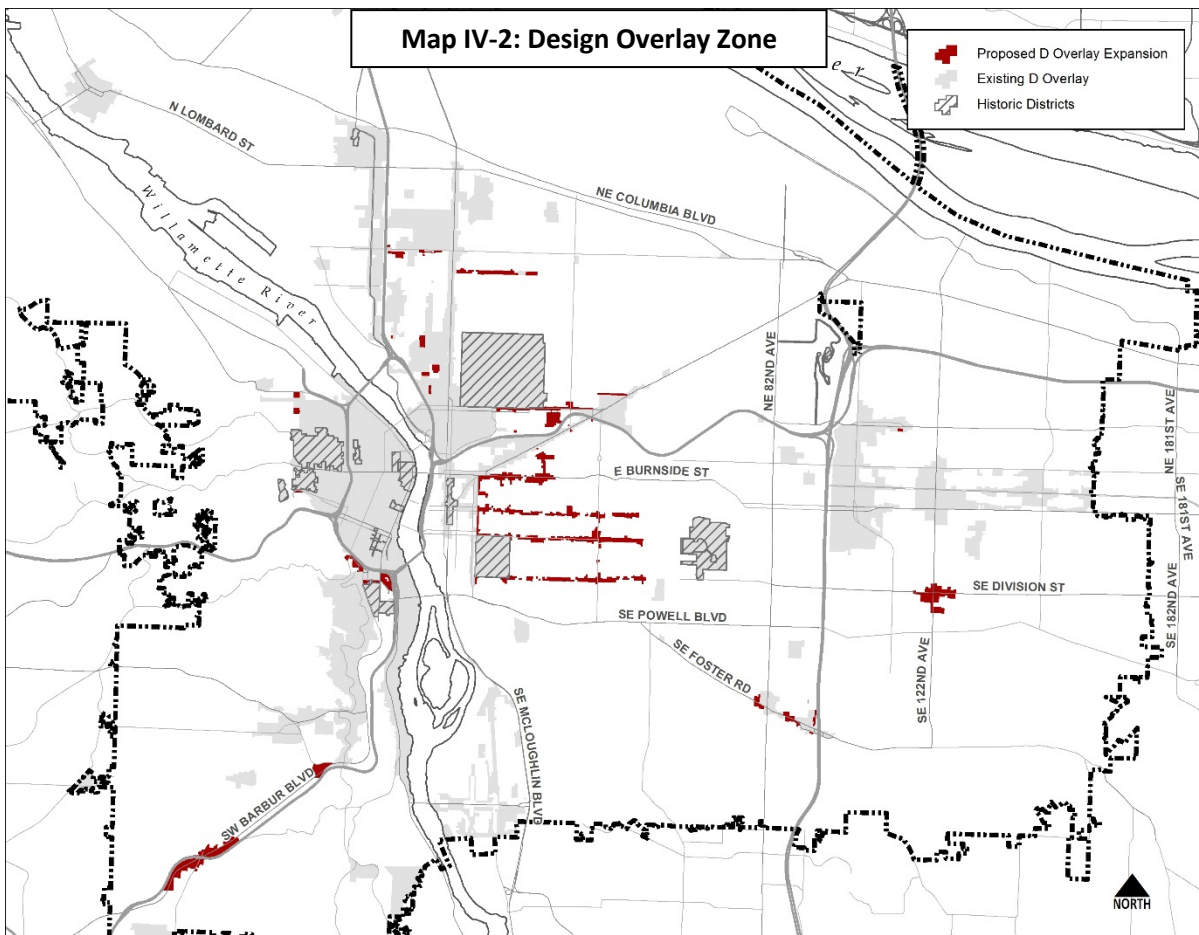 Map IV-2: Design Overlay Zone
er
Proposed D Overlay Expansion
Existing D Overlay
Historic Districts
N LOMBARD ST
Willamette River
NE COLUMBIA BLVD
NE 82ND AVE
NE 181ST AVE
SE 181ST AVE
E BURNSIDE ST
SE DIVISION ST
SE POWELL BLVD
SE 182ND AVE
SE FOSTER RD
SE 122ND AVE
SE MCLOUGHLIN BLVD
SW BARBUR BLVD
NORTH